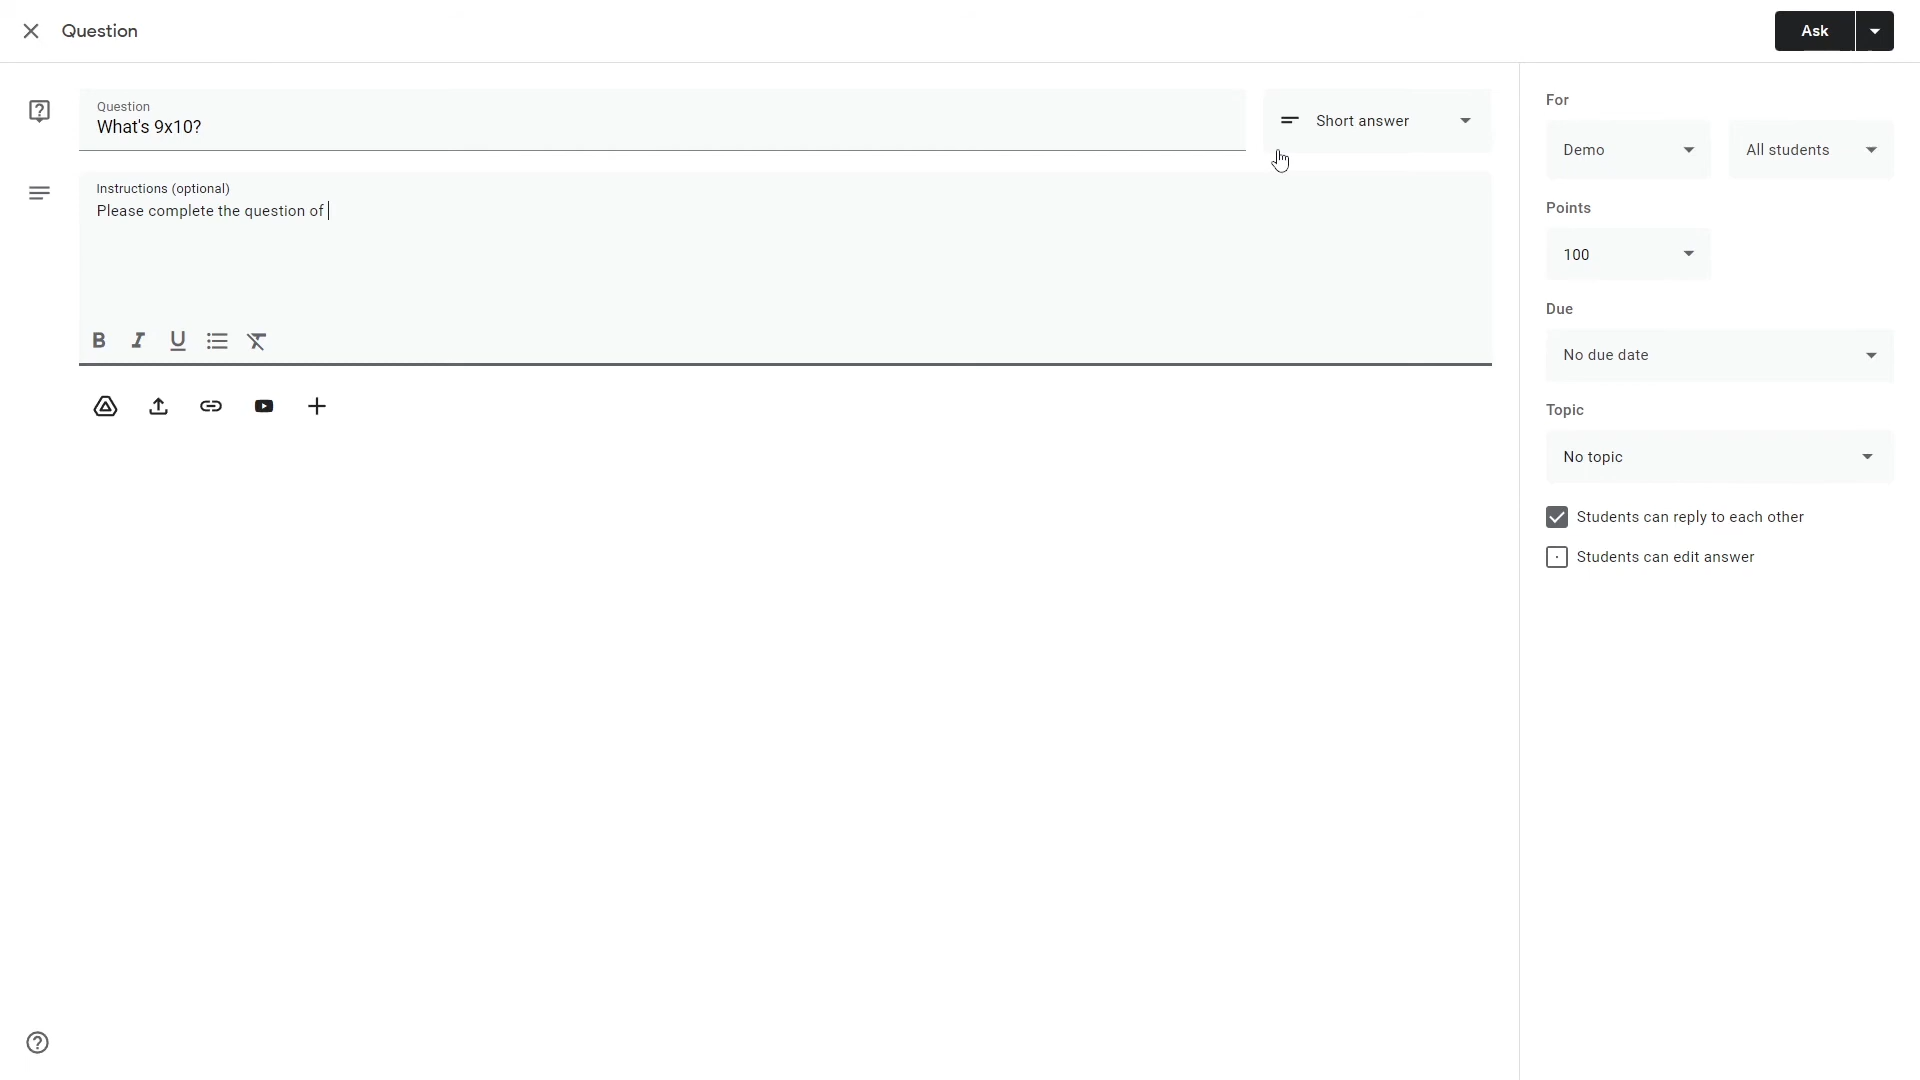 Question
Ask
Question
What's 9x10?
Short answer
Instructions (optional)
Please complete the question of
B I U
For
Demo
All students
Points
100
Due
No due date
Topic
No topic
Students can reply to each other
Students can edit answer